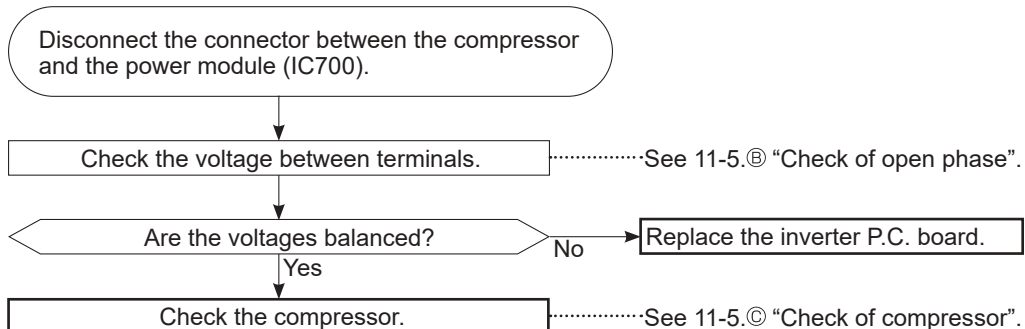 Disconnect the connector between the compressor
and the power module (IC700).
Check the voltage between terminals.
See 11-5.Ⓑ “Check of open phase”.
Are the voltages balanced?
No
Replace the inverter P.C. board.
Yes
Check the compressor.
See 11-5.Ⓒ “Check of compressor”.